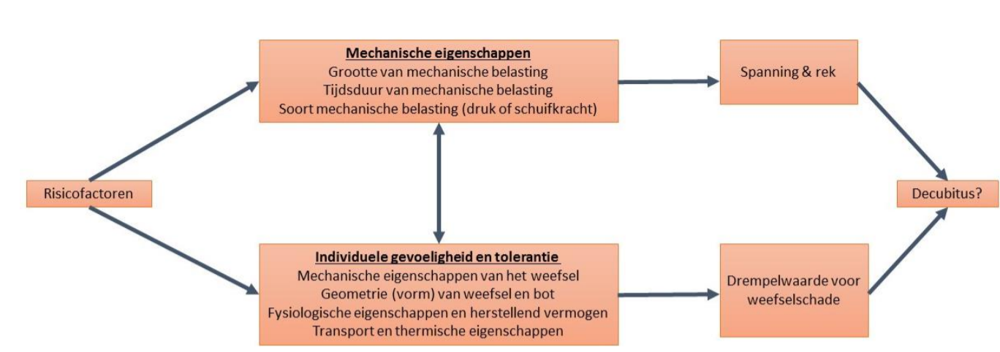 Risicofactoren
Mechanische eigenschappen
Grootte van mechanische belasting
Tijdsduur van mechanische belasting
Soort mechanische belasting (druk of schuifkracht)
Spanning & rek
Individuele gevoeligheid en tolerantie
Mechanische eigenschappen van het weefsel
Geometrie (vorm) van weefsel en bot
Fysiologische eigenschappen en herstellend vermogen
Transport en thermische eigenschappen
Drempelwaarde voor
weefselschade
Decubitus?